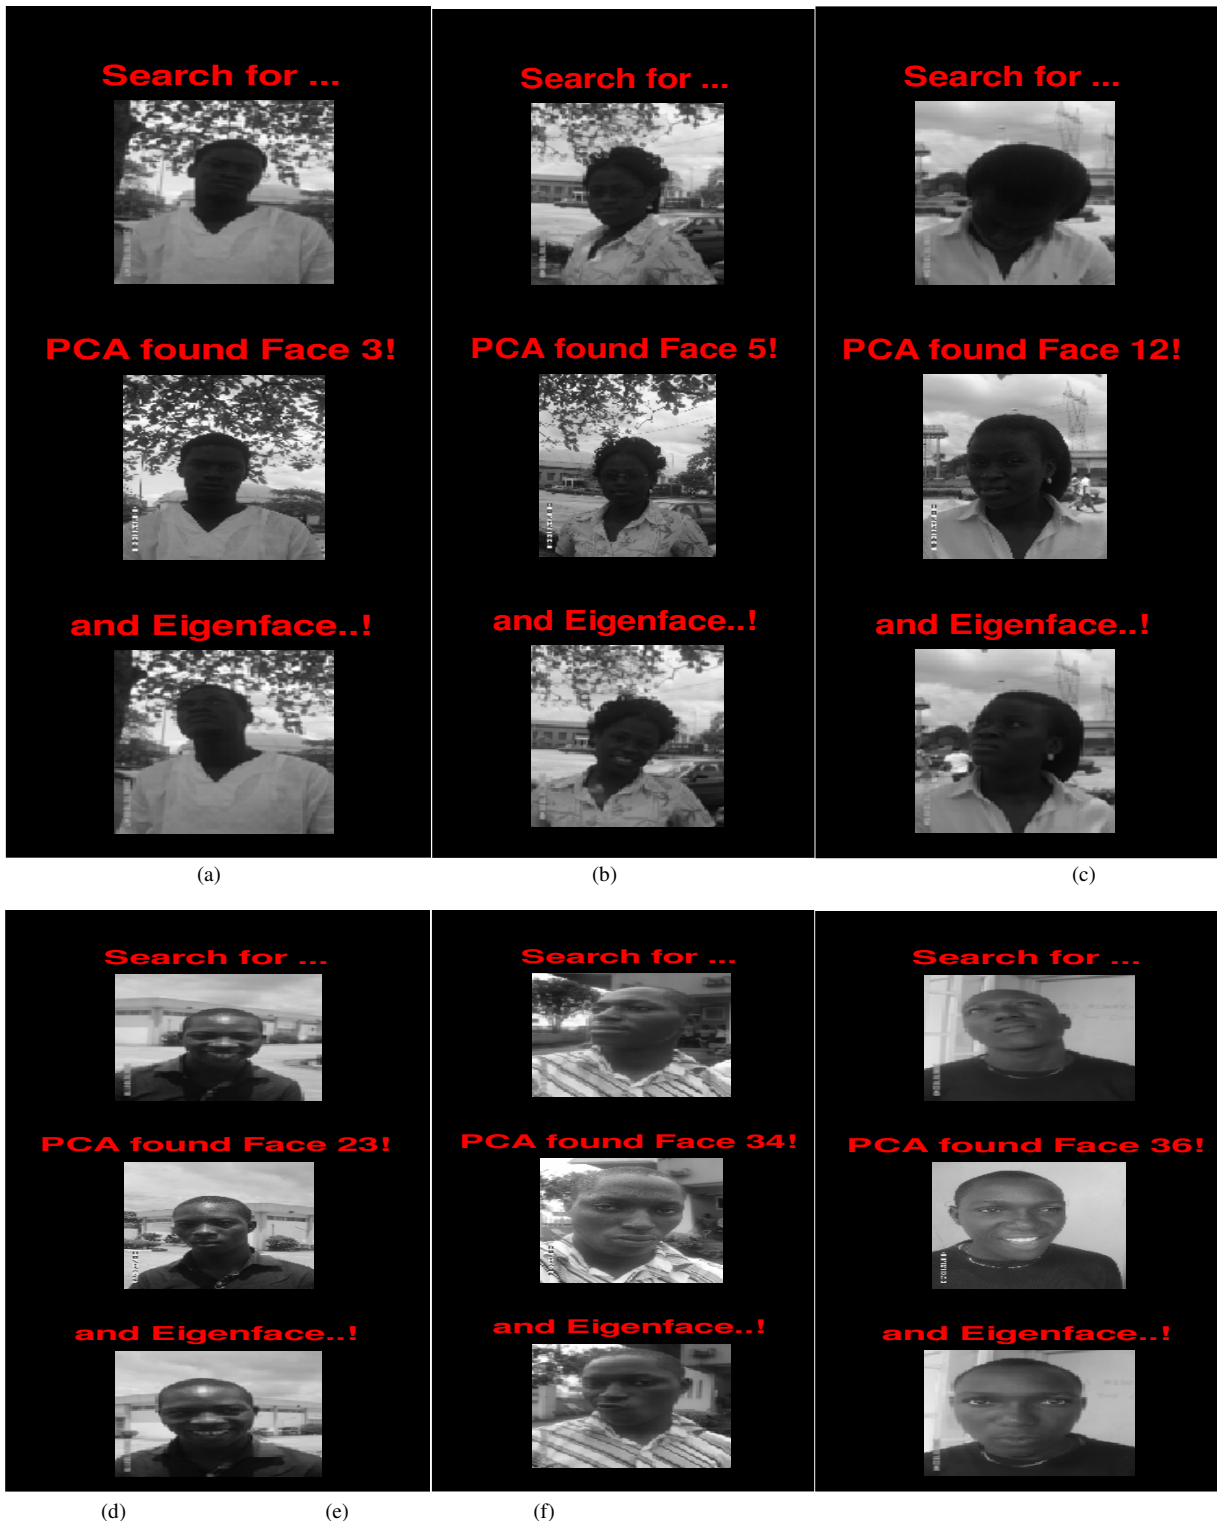 Search for ...
PCA found Face 3!
and Eigenface..!
(a)
Search for ...
PCA found Face 5!
and Eigenface..!
(b)
Search for ...
PCA found Face 12!
and Eigenface..!
(c)
Search for ...
PCA found Face 23!
and Eigenface..!
Search for ...
PCA found Face 34!
and Eigenface..!
Search for ...
PCA found Face 36!
and Eigenface..!
(d) (e) (f)